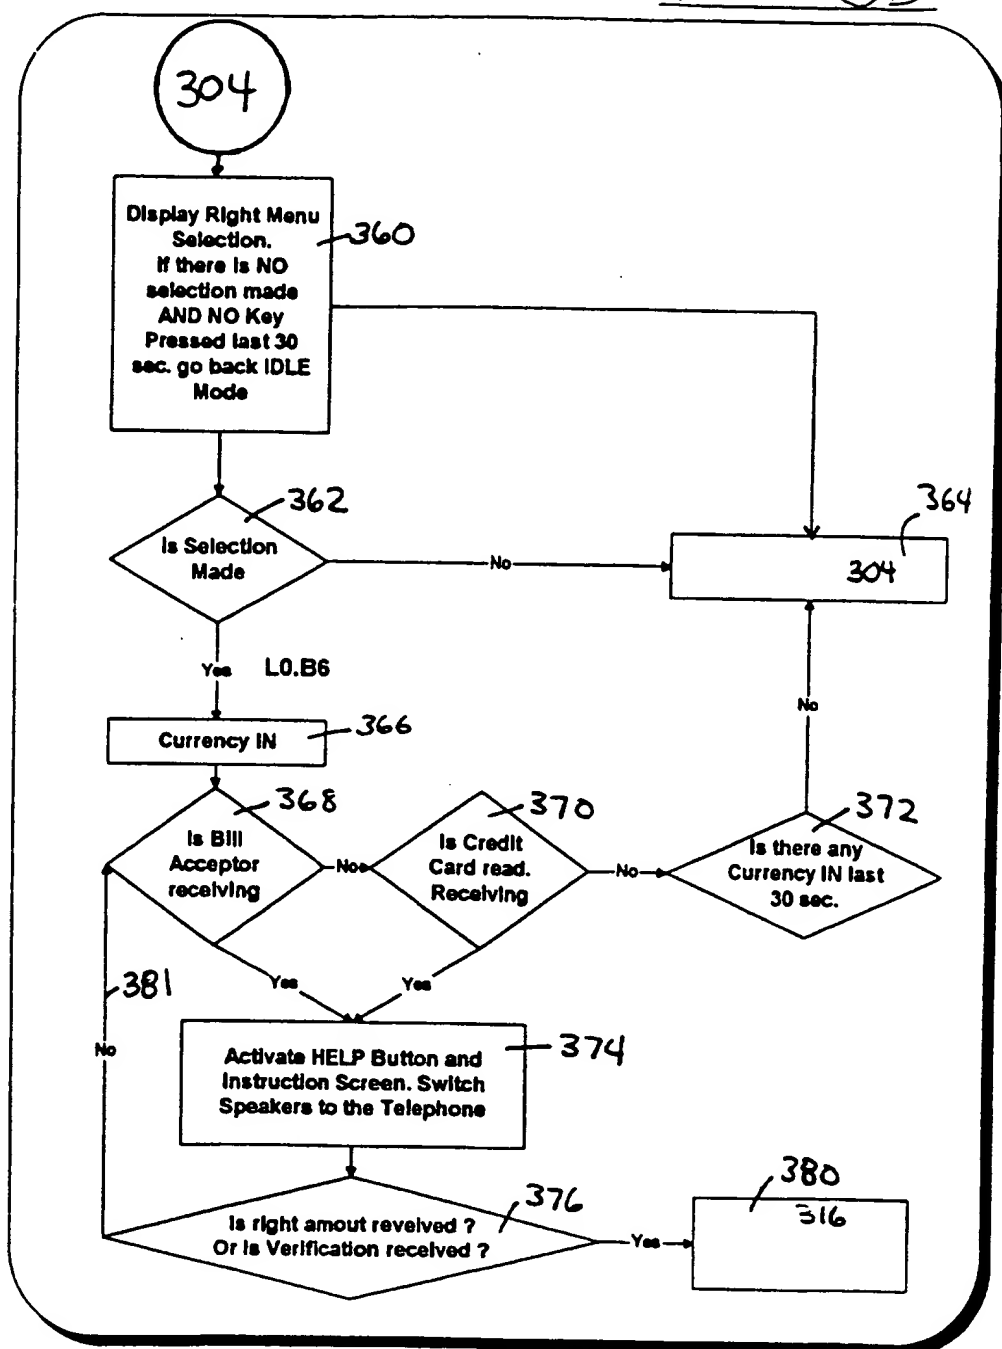 304
Display Right Menu
Selection.
If there is NO
selection made
AND NO Key
Pressed last 30
sec. go back IDLE
Mode
360
362
Is Selection
Made
No
364
304
Yes
L0.B6
Currency IN
366
No
368
Is Bill
Acceptor
receiving
No
370
Is Credit
Card read.
Receiving
No
372
Is there any
Currency IN last
30 sec.
381
Yes
Yes
No
Activate HELP Button and
Instruction Screen. Switch
Speakers to the Telephone
374
376
Is right amout revelved ?
Or is Verification received ?
Yes
380
316